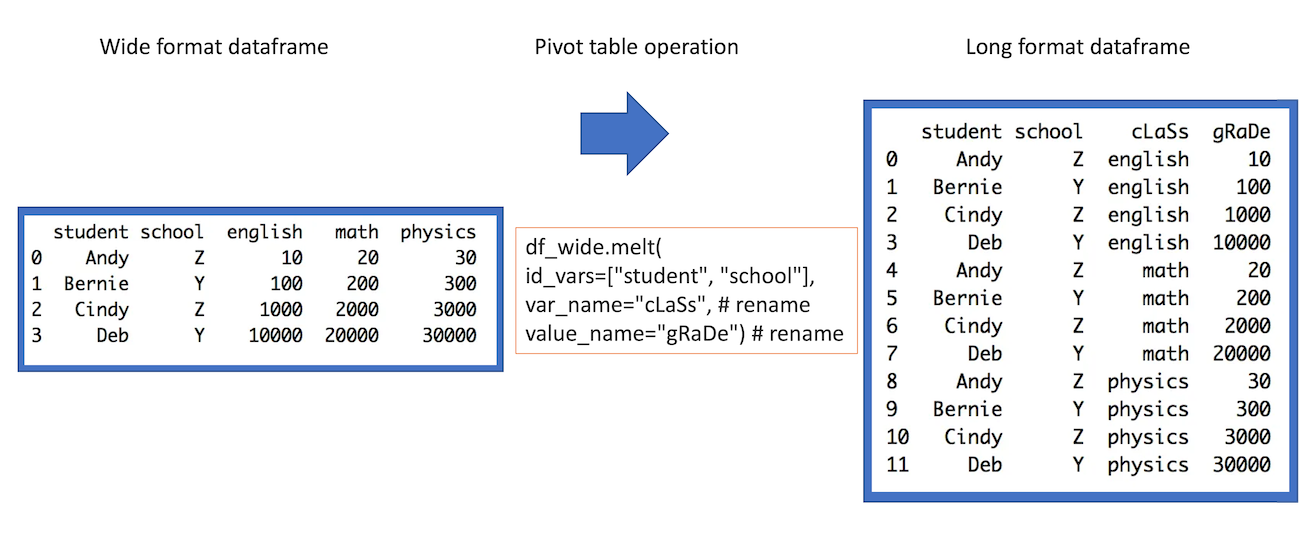 Wide format dataframe
Pivot table operation
Long format dataframe
student school english math physics
0 Andy Z 10 20 30
1 Bernie Y 100 200 300
2 Cindy Z 1000 2000 3000
3 Deb Y 10000 20000 30000
df_wide.melt(
id_vars=["student", "school"],
var_name="cLaSs", # rename
value_name="gRaDe") # rename
student school cLaSs gRaDe
0 Andy Z english 10
1 Bernie Y english 100
2 Cindy Z english 1000
3 Deb Y english 10000
4 Andy Z math 20
5 Bernie Y math 200
6 Cindy Z math 2000
7 Deb Y math 20000
8 Andy Z physics 30
9 Bernie Y physics 300
10 Cindy Z physics 3000
11 Deb Y physics 30000